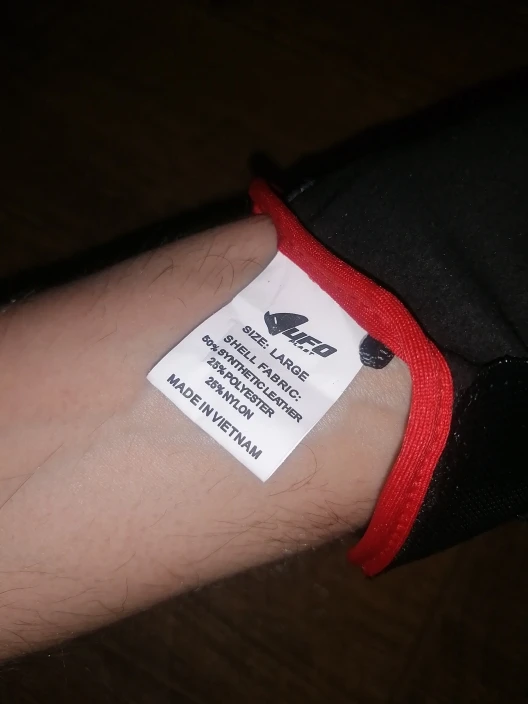 UFO
SIZE: LARGE
SHELL FABRIC:
50% SYNTHETIC LEATHER
25% POLYESTER
25% NYLON
MADE IN VIETNAM